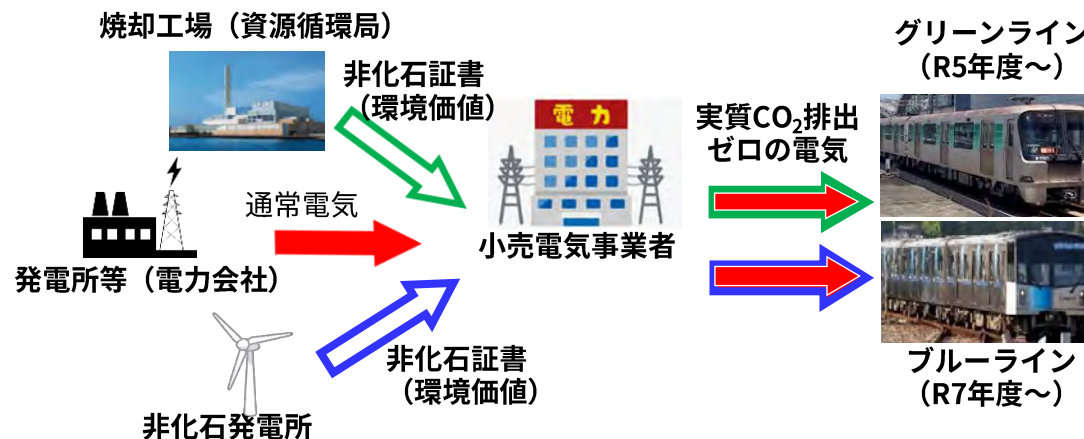 焼却工場（資源循環局）
非化石証書
（環境価値）
通常電気
発電所等（電力会社）
非化石証書
（環境価値）
非化石発電所
電力
小売電気事業者
実質CO₂排出
ゼロの電気
グリーンライン
（R5年度～）
ブルーライン
（R7年度～）